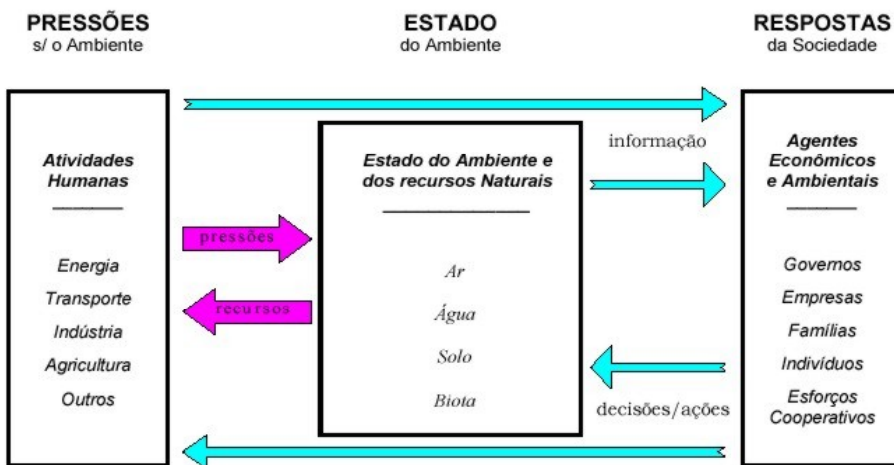 PRESSÕES
s/ o Ambiente
ESTADO
do Ambiente
RESPOSTAS
da Sociedade
Atividades
Humanas
Energia
Transporte
Indústria
Agricultura
Outros
pressões
recursos
Estado do Ambiente e
dos recursos Naturais
Ar
Água
Solo
Biota
informação
decisões/ações
Agentes
Econômicos
e Ambientais
Governos
Empresas
Famílias
Indivíduos
Esforços
Cooperativos